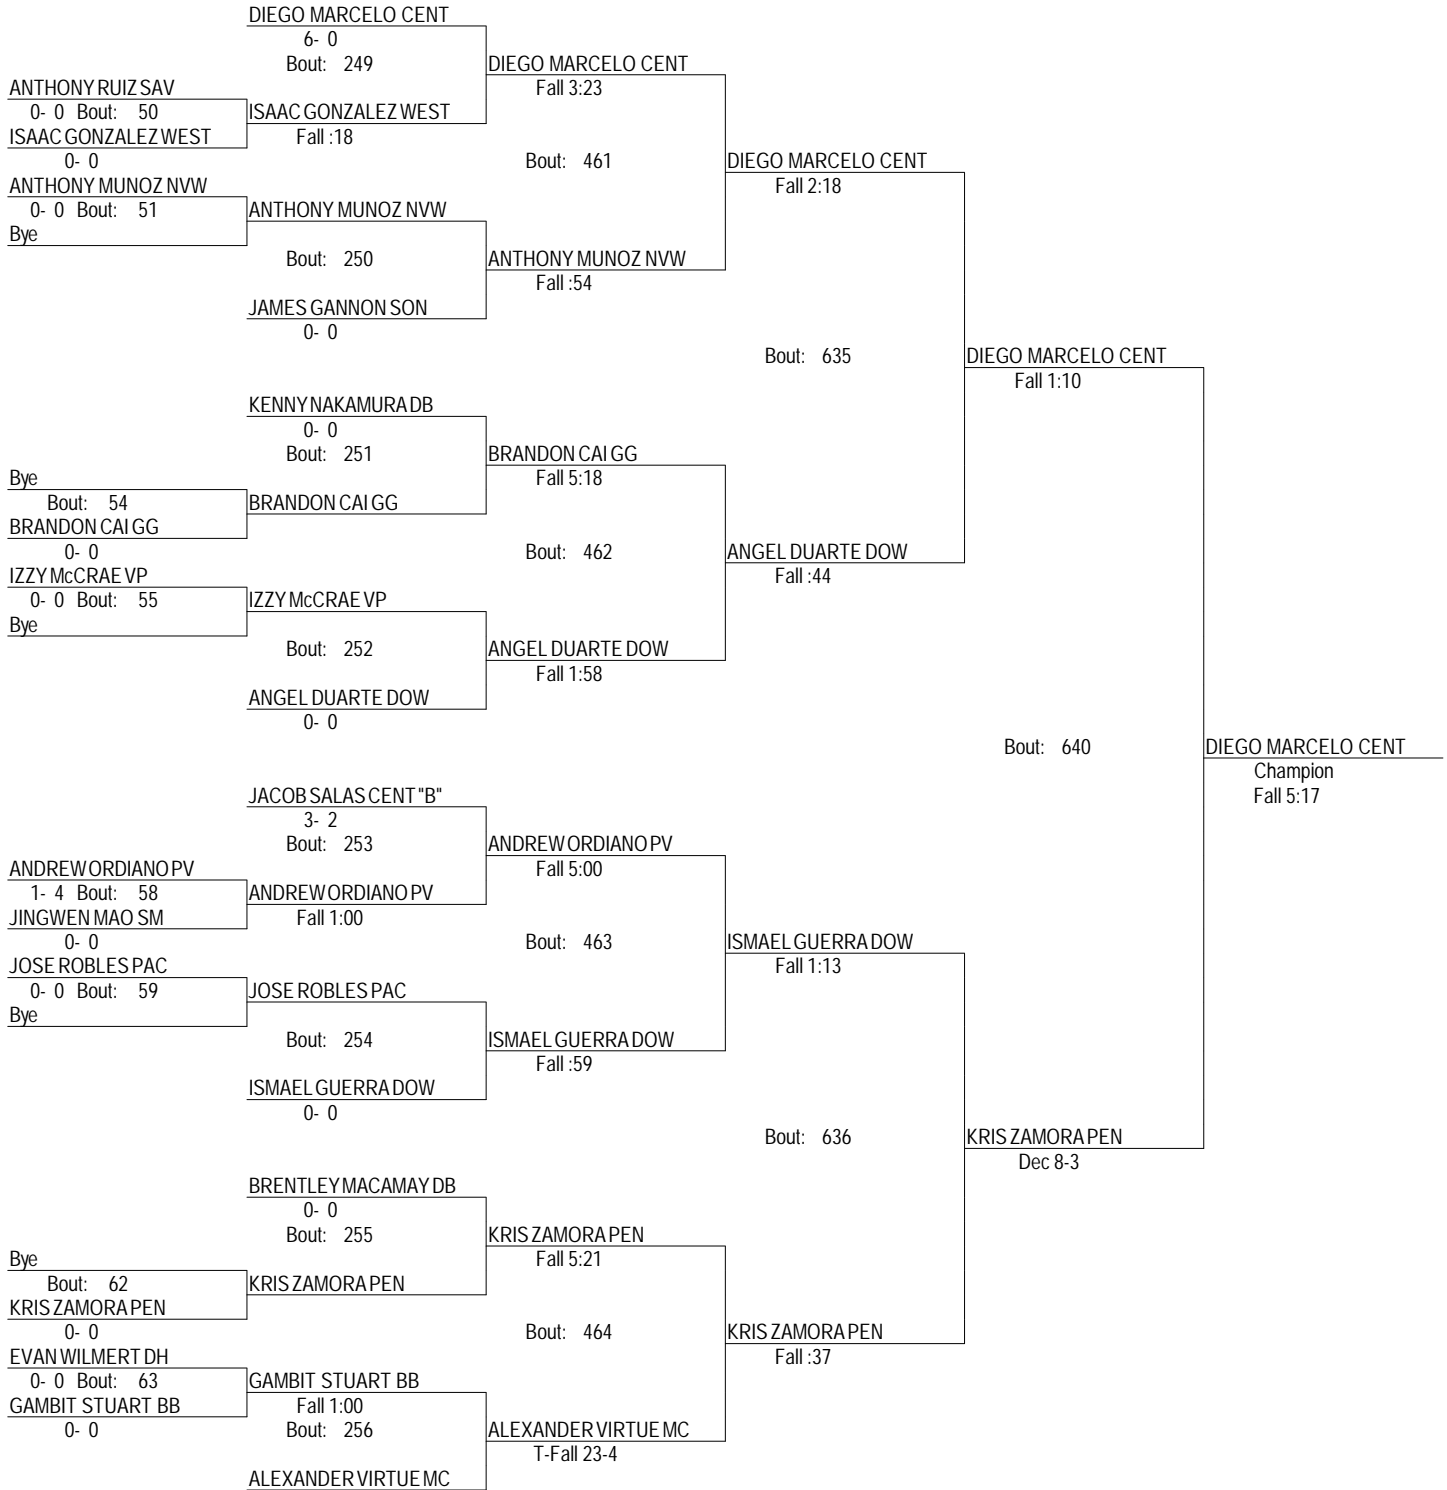 DIEGO MARCELO CENT
6- 0
Bout: 249
DIEGO MARCELO CENT
Fall 3:23
ANTHONY RUIZ SAV
0- 0 Bout: 50
ISAAC GONZALEZ WEST
Fall :18
ISAAC GONZALEZ WEST
0- 0
Bout: 461
DIEGO MARCELO CENT
Fall 2:18
ANTHONY MUNOZ NVW
0- 0 Bout: 51
ANTHONY MUNOZ NVW
Bye
Bout: 250
ANTHONY MUNOZ NVW
Fall :54
JAMES GANNON SON
0- 0
Bout: 635
DIEGO MARCELO CENT
Fall 1:10
KENNY NAKAMURA DB
0- 0
Bout: 251
BRANDON CAI GG
Fall 5:18
Bye
Bout: 54
BRANDON CAI GG
BRANDON CAI GG
0- 0
Bout: 462
ANGEL DUARTE DOW
Fall :44
IZZY McCRAE VP
0- 0 Bout: 55
IZZY McCRAE VP
Bye
Bout: 252
ANGEL DUARTE DOW
Fall 1:58
ANGEL DUARTE DOW
0- 0
Bout: 640
DIEGO MARCELO CENT
Champion
Fall 5:17
JACOB SALAS CENT "B"
3- 2
Bout: 253
ANDREW ORDIANO PV
Fall 5:00
ANDREW ORDIANO PV
1- 4 Bout: 58
ANDREW ORDIANO PV
Fall 1:00
JINGWEN MAO SM
0- 0
Bout: 463
ISMAEL GUERRA DOW
Fall 1:13
JOSE ROBLES PAC
0- 0 Bout: 59
JOSE ROBLES PAC
Bye
Bout: 254
ISMAEL GUERRA DOW
Fall :59
ISMAEL GUERRA DOW
0- 0
Bout: 636
KRIS ZAMORA PEN
Dec 8-3
BRENTLEY MACAMAY DB
0- 0
Bout: 255
KRIS ZAMORA PEN
Fall 5:21
Bye
Bout: 62
KRIS ZAMORA PEN
KRIS ZAMORA PEN
0- 0
Bout: 464
KRIS ZAMORA PEN
Fall :37
EVAN WILMERT DH
0- 0 Bout: 63
GAMBIT STUART BB
Fall 1:00
GAMBIT STUART BB
0- 0
Bout: 256
ALEXANDER VIRTUE MC
T-Fall 23-4
ALEXANDER VIRTUE MC